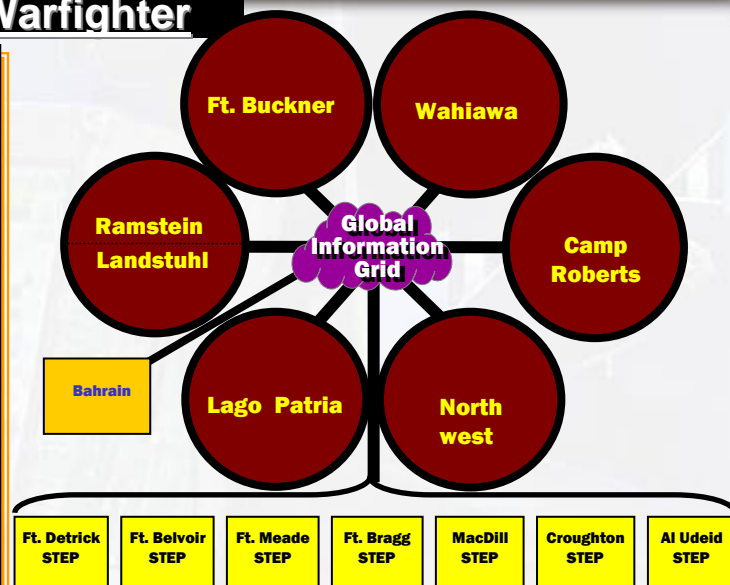 Warfighter
Ft. Buckner
Wahiawa
Ramstein
Landstuhl
Global
Information
Grid
Camp
Roberts
Bahrain
Lago Patria
North
west
Ft. Detrick
STEP
Ft. Belvoir
STEP
Ft. Meade
STEP
Ft. Bragg
STEP
MacDill
STEP
Croughton
STEP
Al Udeid
STEP